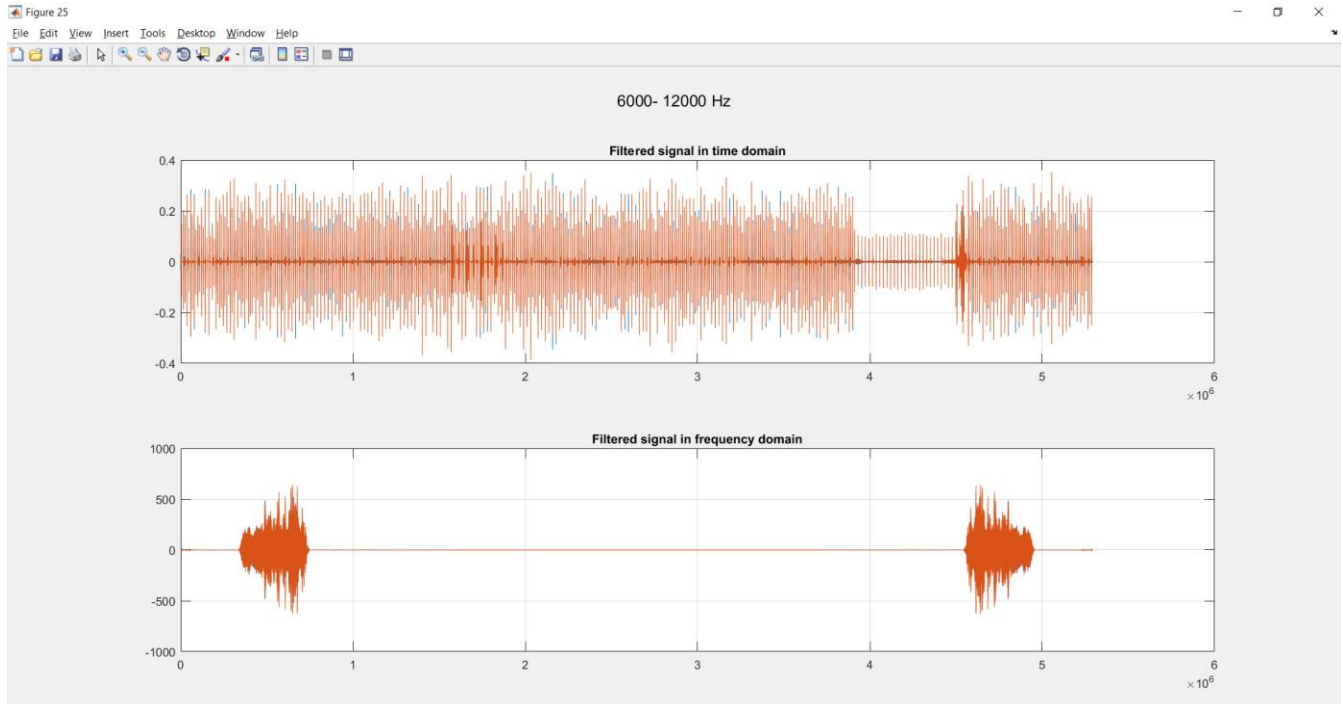 Figure 25
File Edit View Insert Tools Desktop Window Help
6000- 12000 Hz
Filtered signal in time domain
0.4
0.2
0
-0.2
-0.4
0 1 2 3 4 5 6
×10^6
Filtered signal in frequency domain
1000
500
0
-500
-1000
0 1 2 3 4 5 6
×10^6